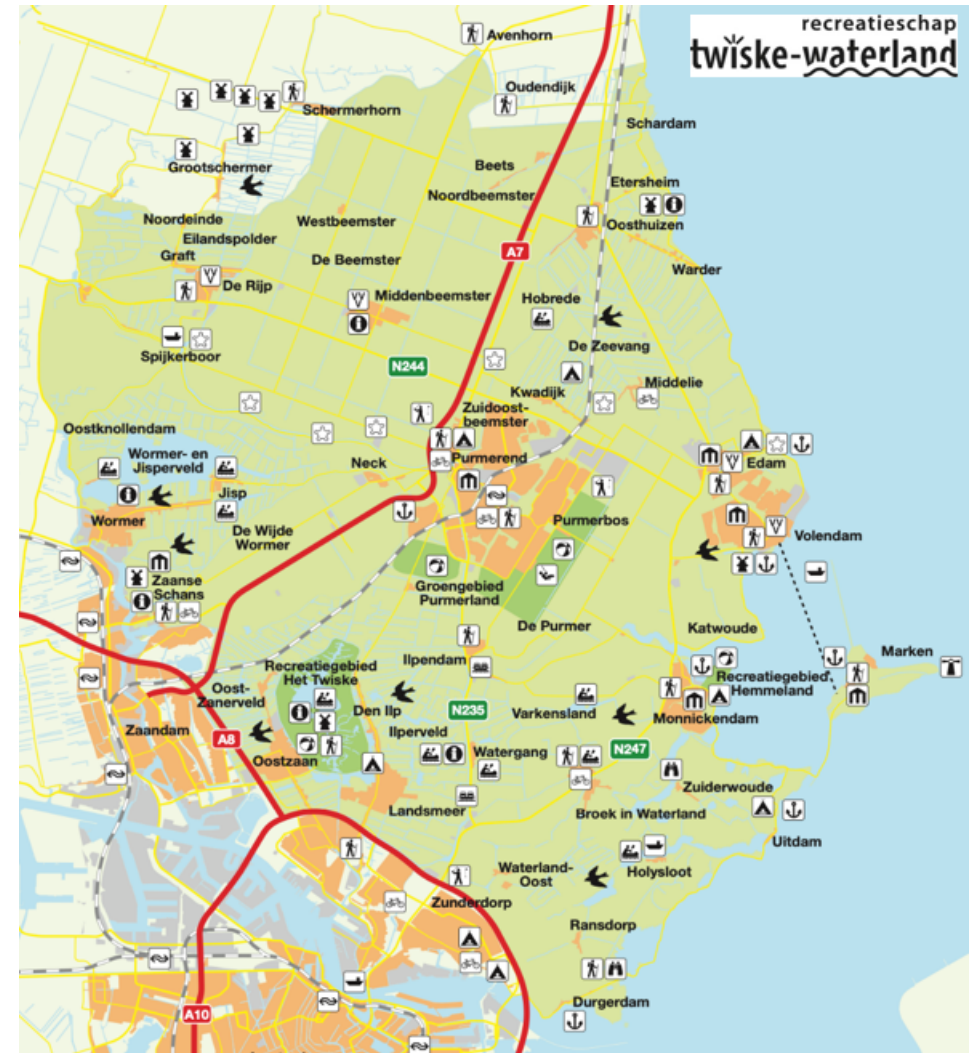 recreatieschap
twiske-waterland
Avenhorn
Oudendijk
Schermerhorn
Schardam
Beets
Grootschermer
Etersheim
Noordbeemster
Noordeinde
Westbeemster
Oosthuizen
Eilandspolder
A7
Graft
De Beemster
Warder
De Rijp
Middenbeemster
Hobrede
De Zeevang
Spijkerboor
N244
Middelie
Kwadijk
Zuidoost-
beemster
Oostknollendam
Wormer- en
Jisperveld
Neck
Purmerend
Edam
Jisp
Wormer
De Wijde
Wormer
Purmerbos
Volendam
Zaanse
Schans
Groengebied
Purmerland
De Purmer
Katwoude
Ilpendam
Marken
Recreatiegebied
Het Twiske
Recreatiegebied
Hemmeland
Oost-
Zanerveld
Den Ilp
N235
Varkensland
Monnickendam
Zaandam
A8
Ilperveld
Watergang
N247
Oostzaan
Zuiderwoude
Landsmeer
Broek in Waterland
Uitdam
Waterland-
Oost
Holysloot
Zunderdorp
Ransdorp
Durgerdam
A10